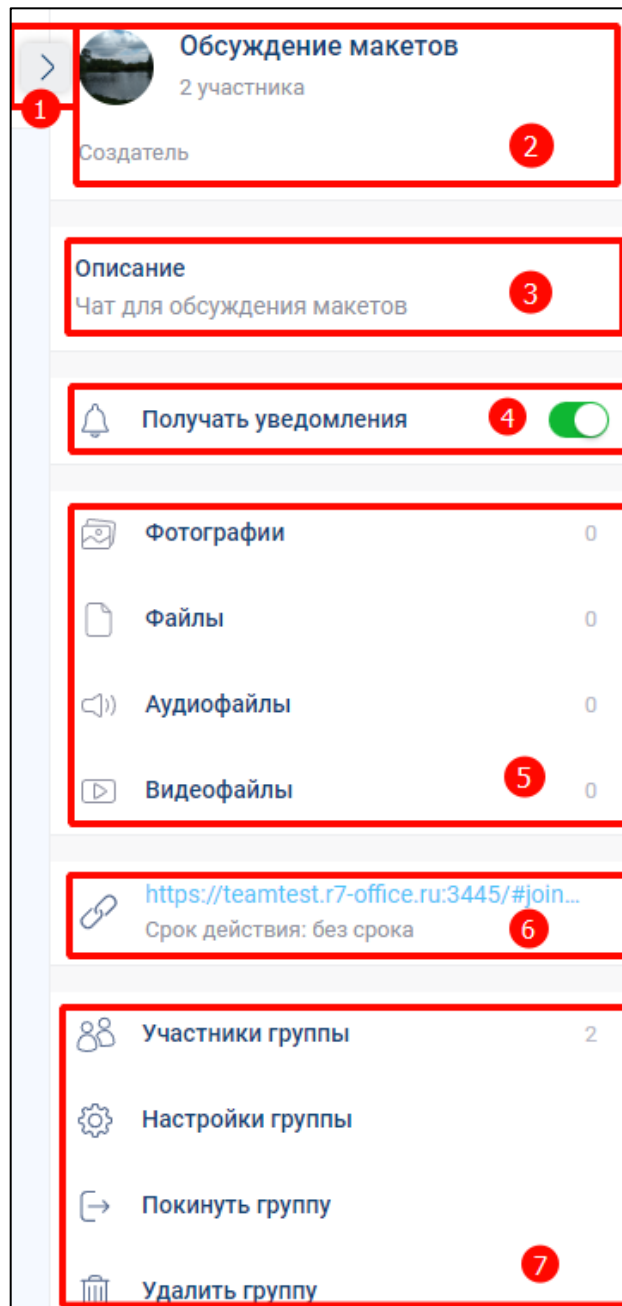 Обсуждение макетов
1
2 участника
2
Создатель
Описание
3
Чат для обсуждения макетов
Получать уведомления 4
Фотографии 0
Файлы 0
Аудиофайлы 0
Видеофайлы 5 0
https://teamtest.r7-office.ru:3445/#join...
Срок действия: без срока 6
Участники группы 2
Настройки группы
Покинуть группу
7
Удалить группу